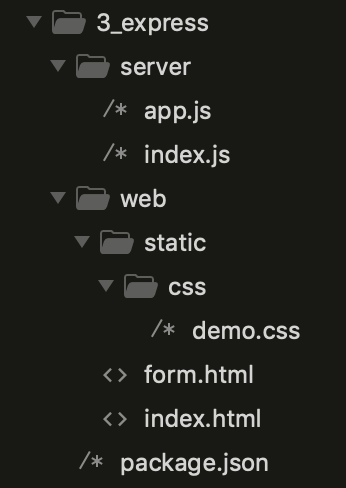 3_express
server
/* app.js
/* index.js
web
static
css
/* demo.css
<> form.html
<> index.html
/* package.json